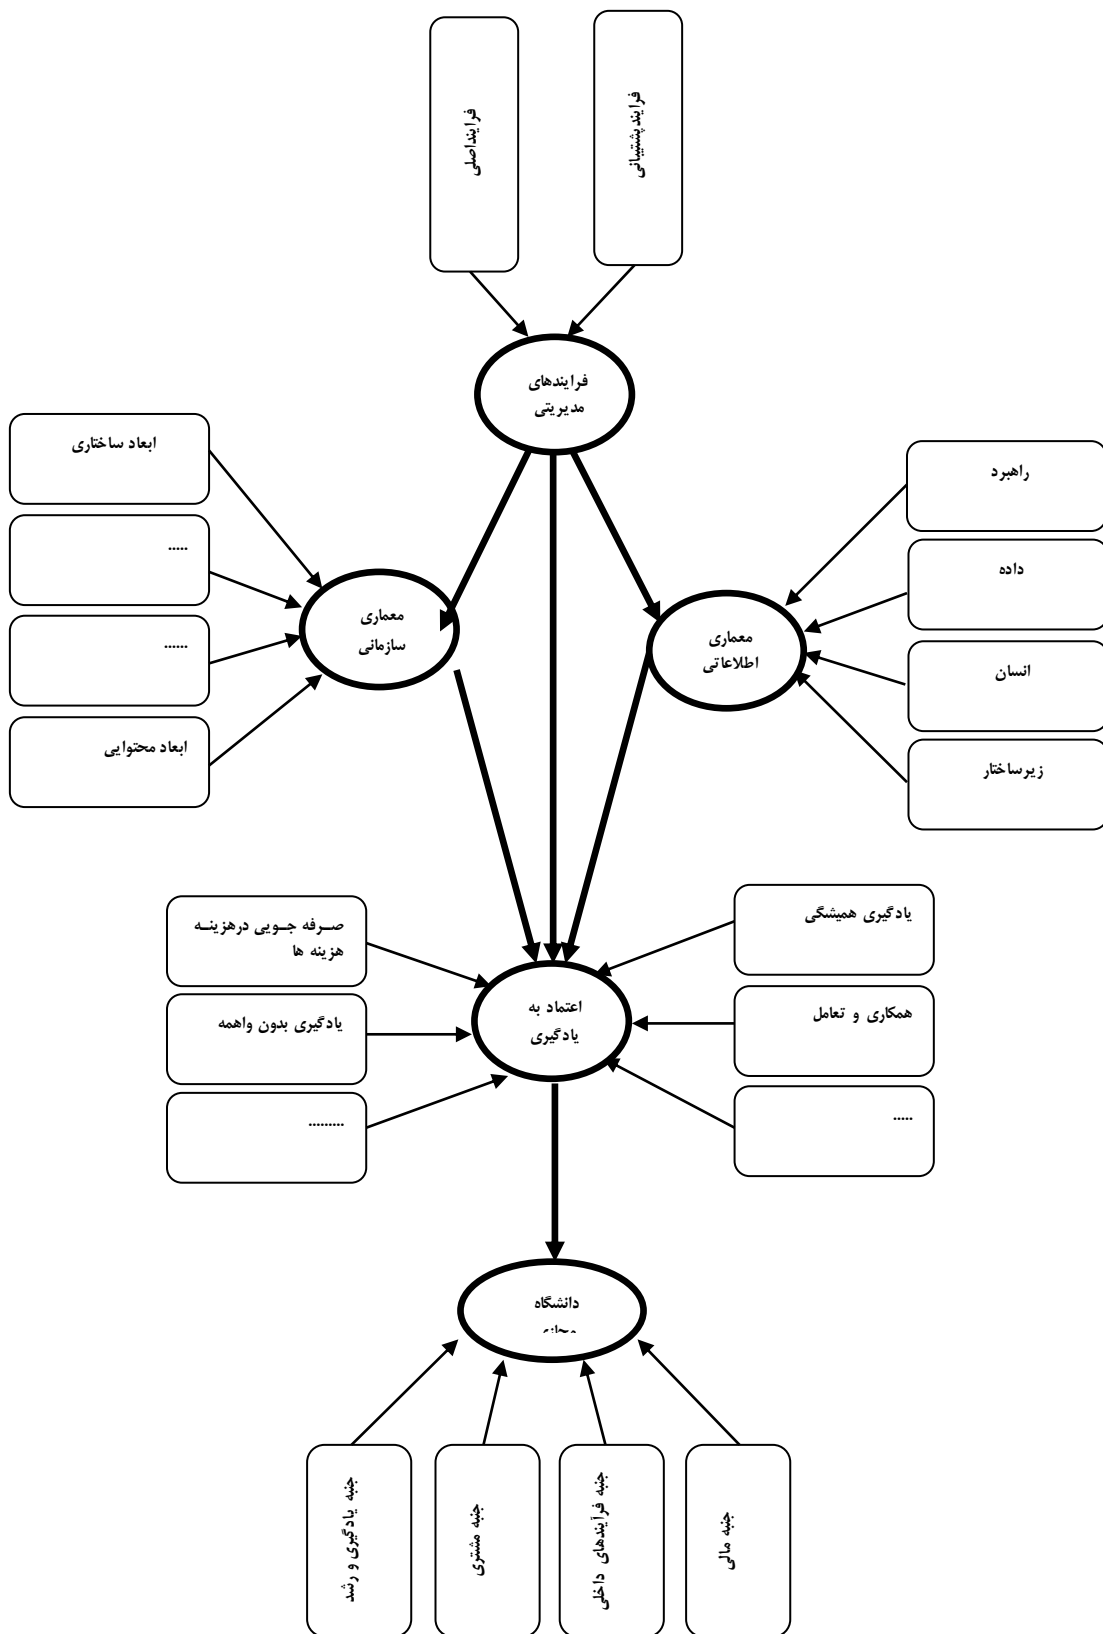 فراینداصلی
فرایندپشتیبانی
فرایندهای
مدیریتی
ابعاد ساختاری
.....
......
ابعاد محتوایی
معماری
سازمانی
معماری
اطلاعاتی
راهبرد
داده
انسان
زیرساختار
صـرفه جـویی درهزینـه
هزینه ها
یادگیری بدون واهمه
.........
اعتماد به
یادگیری
یادگیری همیشگی
همکاری و تعامل
.....
دانشگاه
جنبه یادگیری و رشد
جنبه مشتری
جنبه فرآیندهای داخلی
جنبه مالی